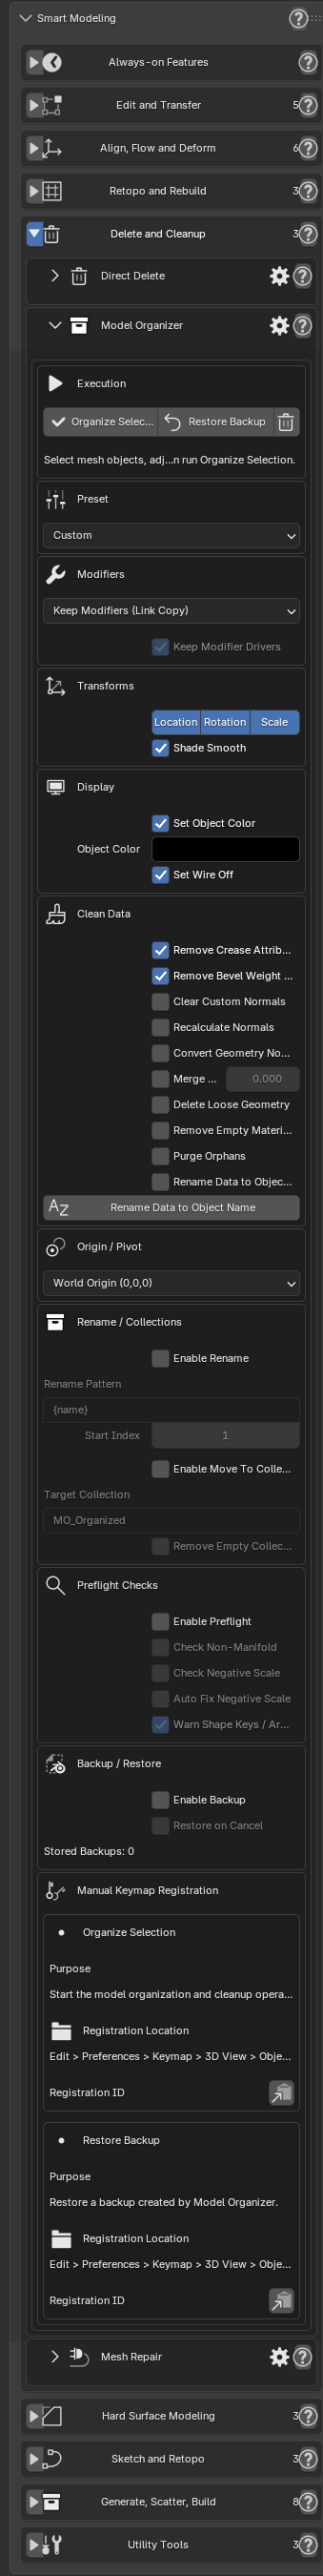 Smart Modeling
Always-on Features
Edit and Transfer 5
Align, Flow and Deform 6
Retopo and Rebuild 3
Delete and Cleanup 3
Direct Delete
Model Organizer
Execution
Organize Selec... Restore Backup
Select mesh objects, adj...n run Organize Selection.
Preset
Custom
Modifiers
Keep Modifiers (Link Copy)
Keep Modifier Drivers
Transforms
Location Rotation Scale
Shade Smooth
Display
Set Object Color
Object Color
Set Wire Off
Clean Data
Remove Crease Attrib...
Remove Bevel Weight ...
Clear Custom Normals
Recalculate Normals
Convert Geometry No...
Merge ... 0.000
Delete Loose Geometry
Remove Empty Materi...
Purge Orphans
Rename Data to Objec...
Rename Data to Object Name
Origin / Pivot
World Origin (0,0,0)
Rename / Collections
Enable Rename
Rename Pattern
{name}
Start Index 1
Enable Move To Colle...
Target Collection
MO_Organized
Remove Empty Collec...
Preflight Checks
Enable Preflight
Check Non-Manifold
Check Negative Scale
Auto Fix Negative Scale
Warn Shape Keys / Ar...
Backup / Restore
Enable Backup
Restore on Cancel
Stored Backups: 0
Manual Keymap Registration
Organize Selection
Purpose
Start the model organization and cleanup opera...
Registration Location
Edit > Preferences > Keymap > 3D View > Obje...
Registration ID
Restore Backup
Purpose
Restore a backup created by Model Organizer.
Registration Location
Edit > Preferences > Keymap > 3D View > Obje...
Registration ID
Mesh Repair
Hard Surface Modeling 3
Sketch and Retopo 3
Generate, Scatter, Build 8
Utility Tools 3